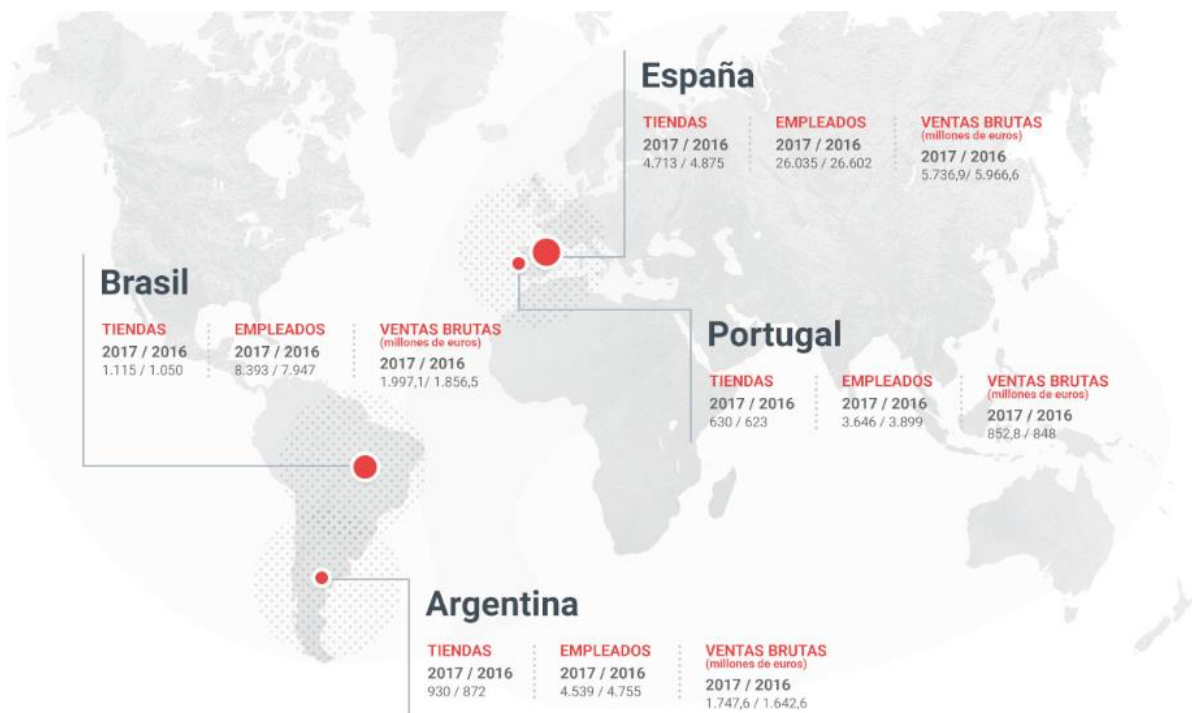 España
TIENDAS
2017 / 2016
4.713 / 4.875
EMPLEADOS
2017 / 2016
26.035 / 26.602
VENTAS BRUTAS
(millones de euros)
2017 / 2016
5.736,9/ 5.966,6
Brasil
TIENDAS
2017 / 2016
1.115 / 1.050
EMPLEADOS
2017 / 2016
8.393 / 7.947
VENTAS BRUTAS
(millones de euros)
2017 / 2016
1.997,1/ 1.856,5
Portugal
TIENDAS
2017 / 2016
630 / 623
EMPLEADOS
2017 / 2016
3.646 / 3.899
VENTAS BRUTAS
(millones de euros)
2017 / 2016
852,8 / 848
Argentina
TIENDAS
2017 / 2016
930 / 872
EMPLEADOS
2017 / 2016
4.539 / 4.755
VENTAS BRUTAS
(millones de euros)
2017 / 2016
1.747,6 / 1.642,6